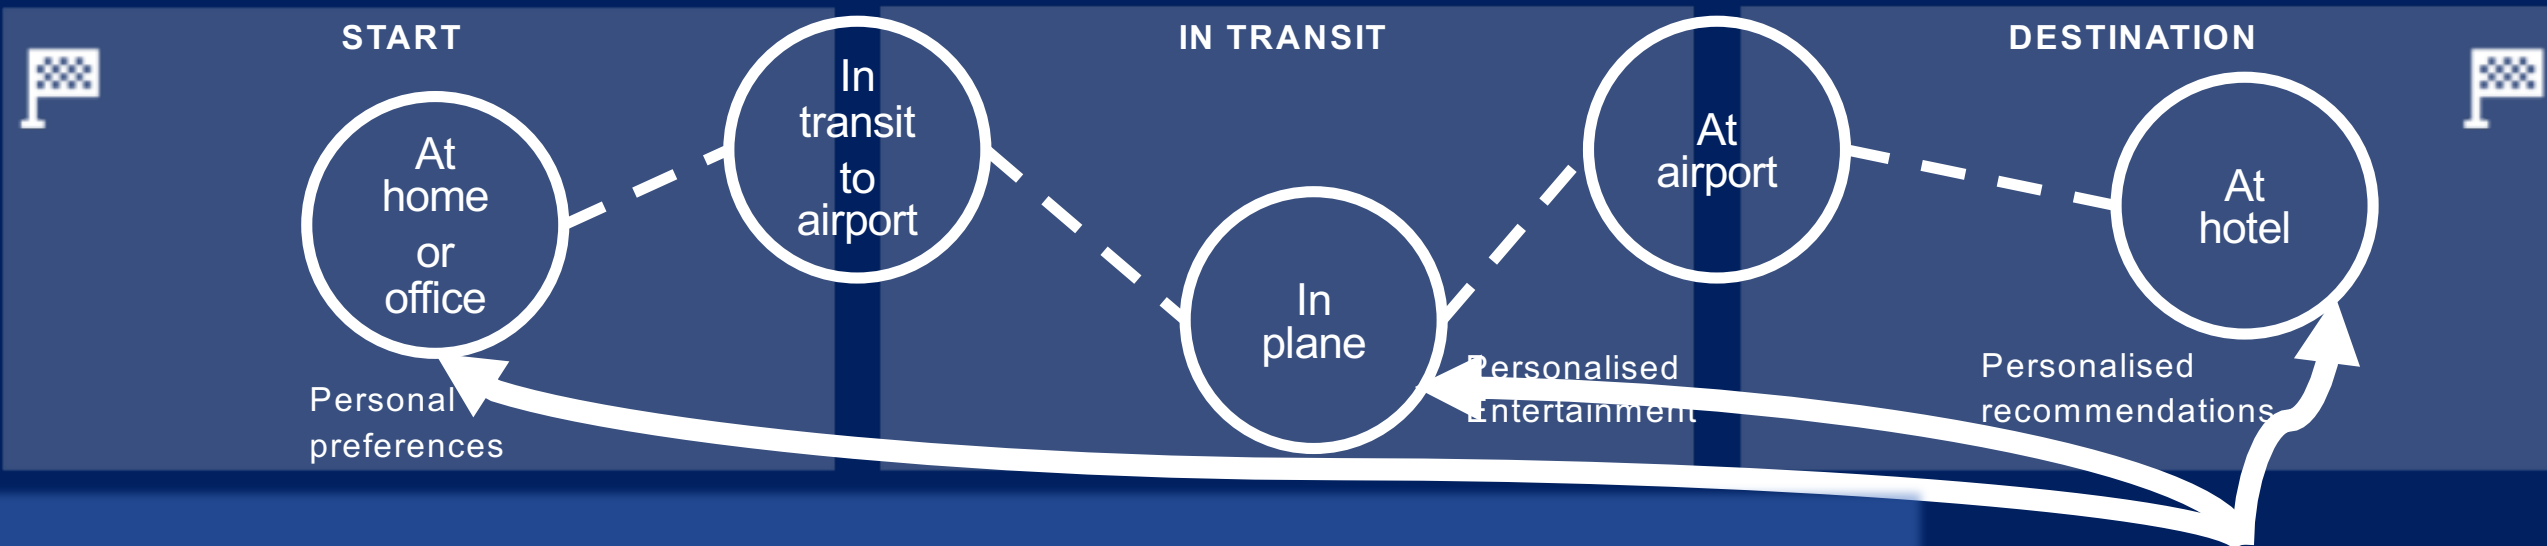 START
IN TRANSIT
DESTINATION
At
home
or
office
In
transit
to
airport
In
plane
At
airport
At
hotel
Personal
preferences
Personalised
Entertainment
Personalised
recommendations